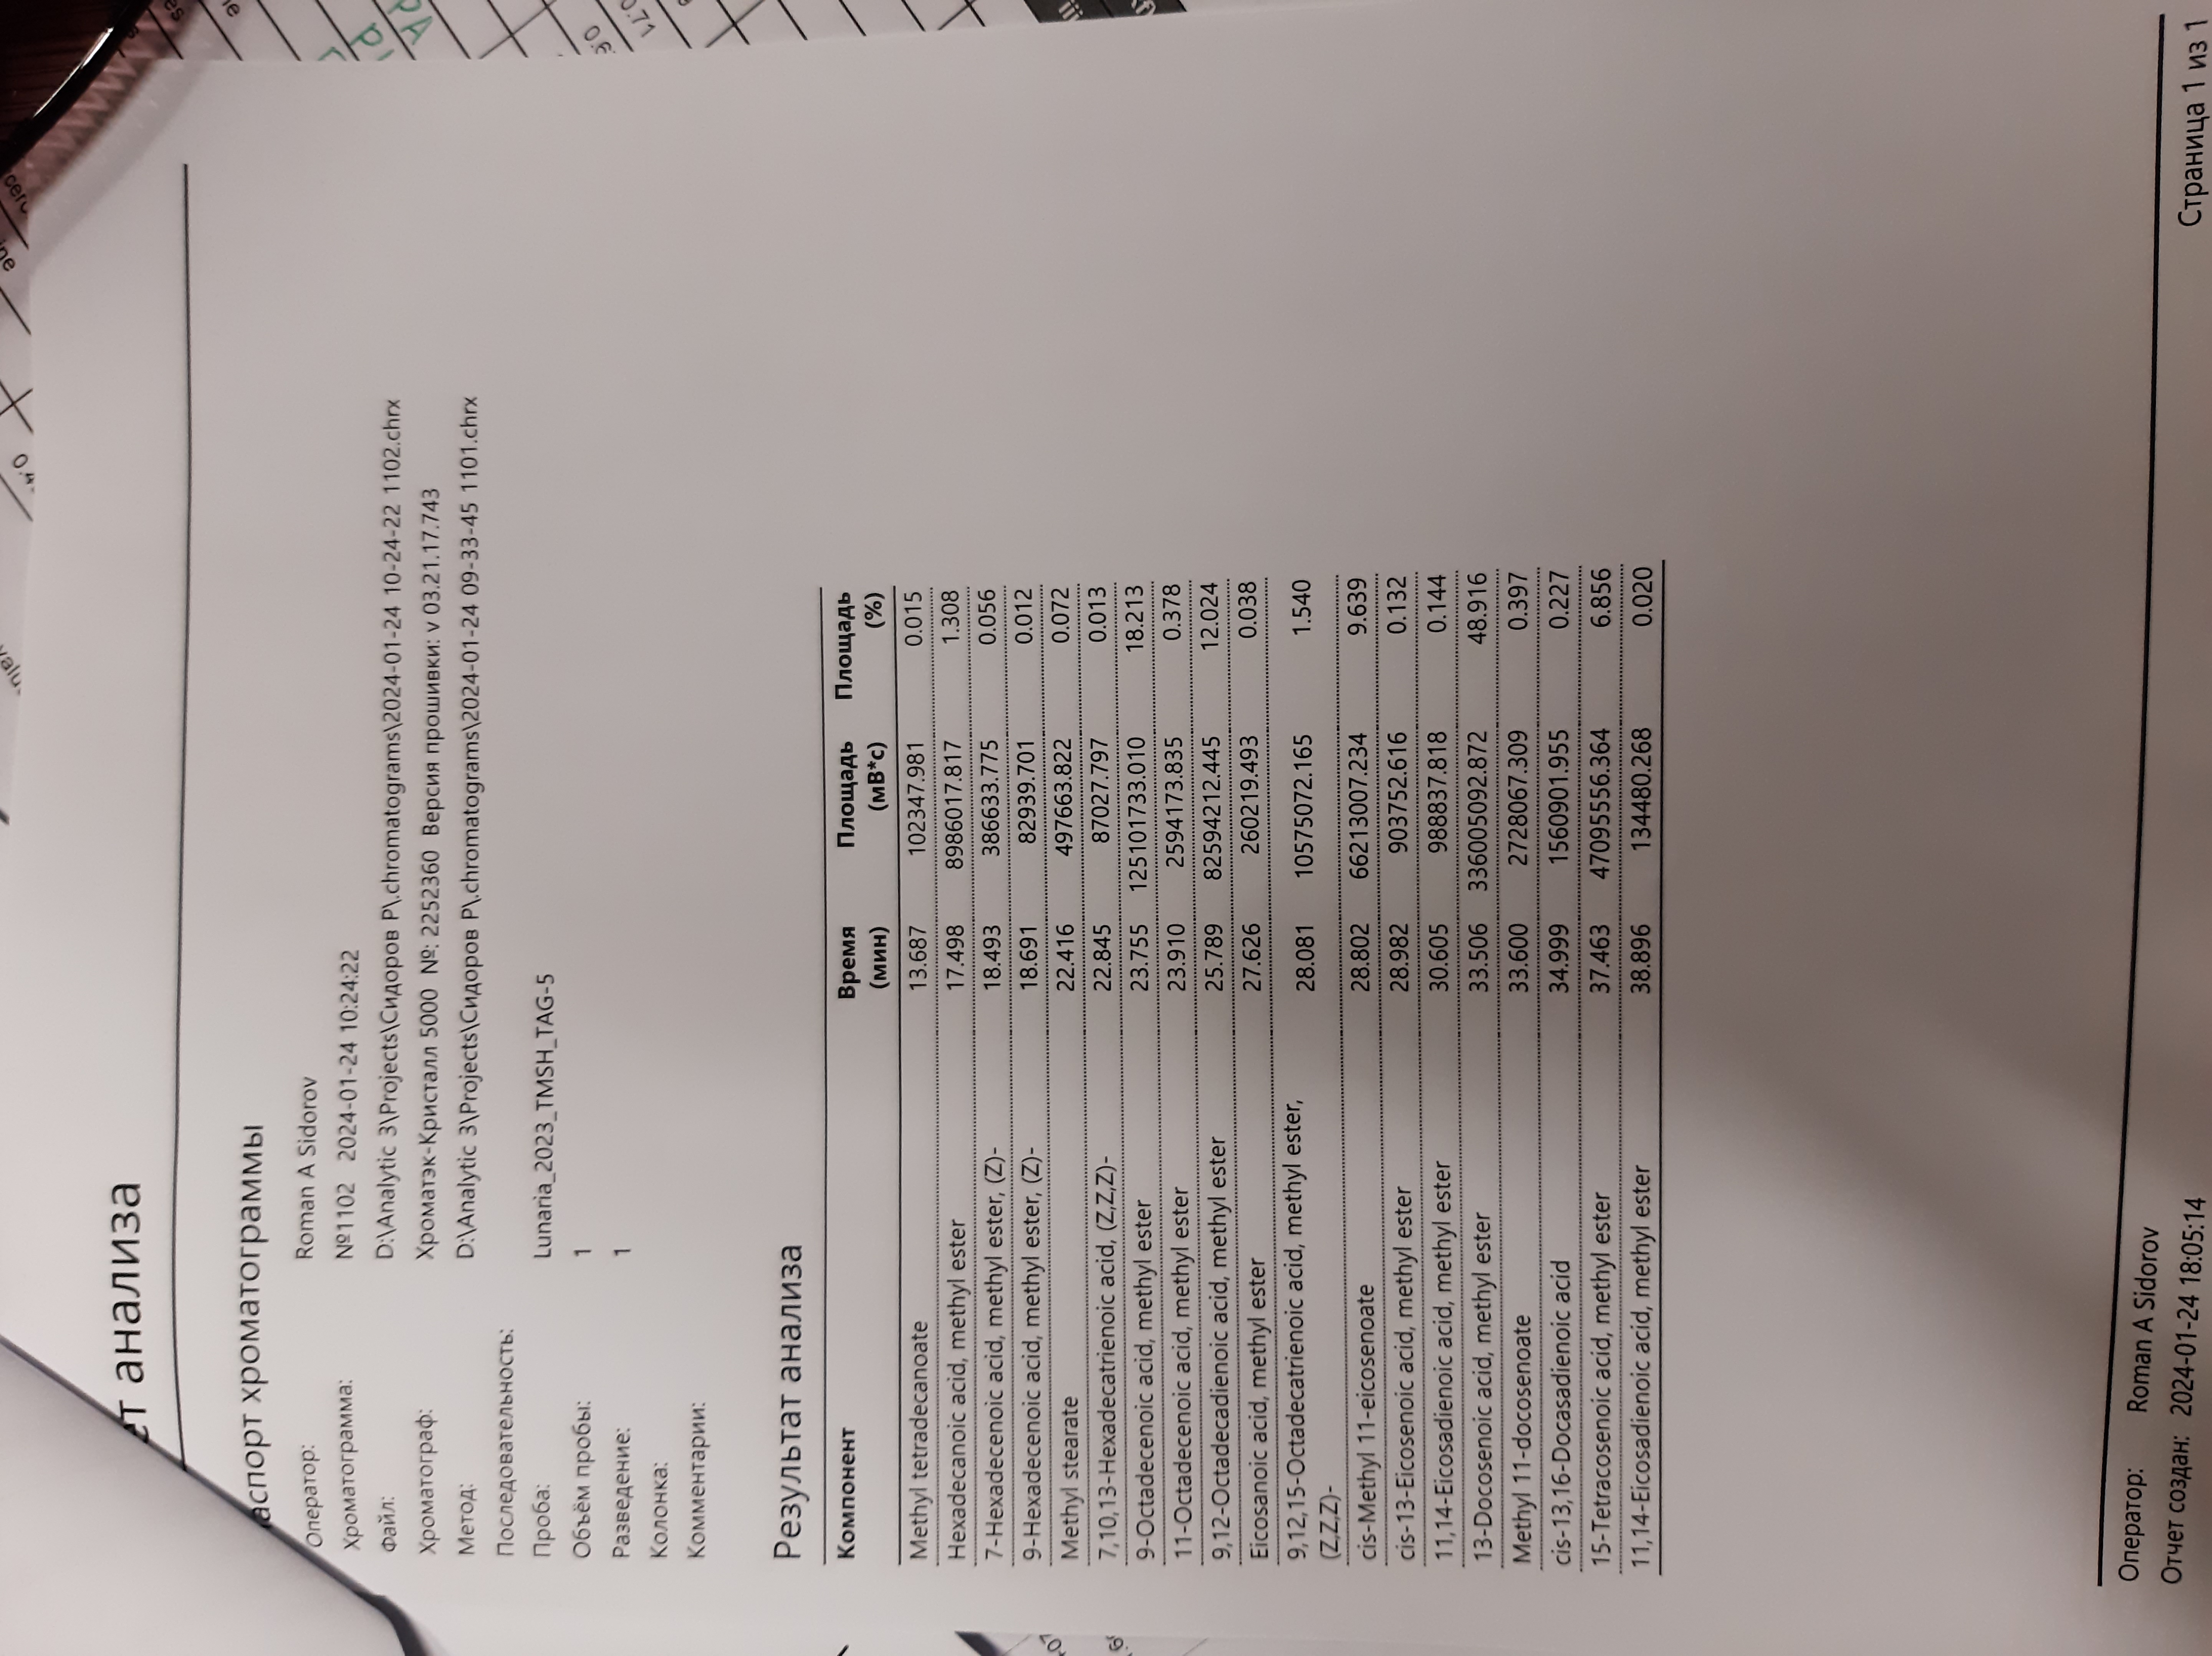 анализа
Паспорт хроматограммы
Оператор: Roman A Sidorov
Хроматограмма: №1102 2024-01-24 10:24:22
Файл: D:\Analytic 3\Projects\Сидоров Р\.chromatograms\2024-01-24 10-24-22 1102.chrx
Хроматограф: Хроматэк-Кристалл 5000 №: 2252360 Версия прошивки: v 03.21.17.743
Метод: D:\Analytic 3\Projects\Сидоров Р\.chromatograms\2024-01-24 09-33-45 1101.chrx
Последовательность:
Проба: Lunaria_2023_TMSH_TAG-5
Объём пробы: 1
Разведение: 1
Колонка:
Комментарии:
Результат анализа
Компонент Время (мин) Площадь (мВ*с) Площадь (%)
Methyl tetradecanoate 13.687 102347.981 0.015
Hexadecanoic acid, methyl ester 17.498 8986017.817 1.308
7-Hexadecenoic acid, methyl ester, (Z)- 18.493 386633.775 0.056
9-Hexadecenoic acid, methyl ester, (Z)- 18.691 82939.701 0.012
Methyl stearate 22.416 497663.822 0.072
7,10,13-Hexadecatrienoic acid, (Z,Z,Z)- 22.845 87027.797 0.013
9-Octadecenoic acid, methyl ester 23.755 125101733.010 18.213
11-Octadecenoic acid, methyl ester 23.910 2594173.835 0.378
9,12-Octadecadienoic acid, methyl ester 25.789 82594212.445 12.024
Eicosanoic acid, methyl ester 27.626 260219.493 0.038
9,12,15-Octadecatrienoic acid, methyl ester,
(Z,Z,Z)- 28.081 10575072.165 1.540
cis-Methyl 11-eicosenoate 28.802 66213007.234 9.639
cis-13-Eicosenoic acid, methyl ester 28.982 903752.616 0.132
11,14-Eicosadienoic acid, methyl ester 30.605 988837.818 0.144
13-Docosenoic acid, methyl ester 33.506 336005092.872 48.916
Methyl 11-docosenoate 33.600 2728067.309 0.397
cis-13,16-Docasadienoic acid 34.999 1560901.955 0.227
15-Tetracosenoic acid, methyl ester 37.463 47095556.364 6.856
11,14-Eicosadienoic acid, methyl ester 38.896 134480.268 0.020
Оператор: Roman A Sidorov
Отчет создан: 2024-01-24 18:05:14
Страница 1 из 1